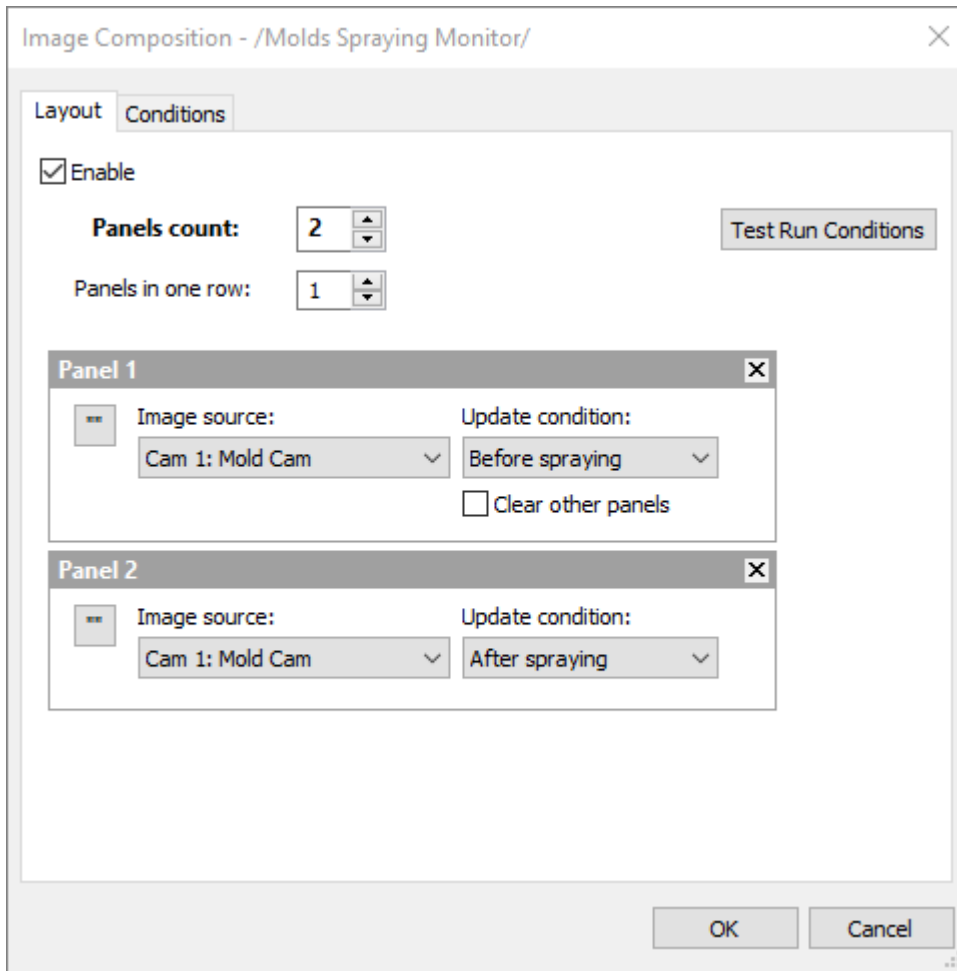 Image Composition - /Molds Spraying Monitor/
Layout Conditions
Enable
Panels count: 2 Test Run Conditions
Panels in one row: 1
Panel 1
Image source: Update condition:
Cam 1: Mold Cam Before spraying
Clear other panels
Panel 2
Image source: Update condition:
Cam 1: Mold Cam After spraying
OK Cancel